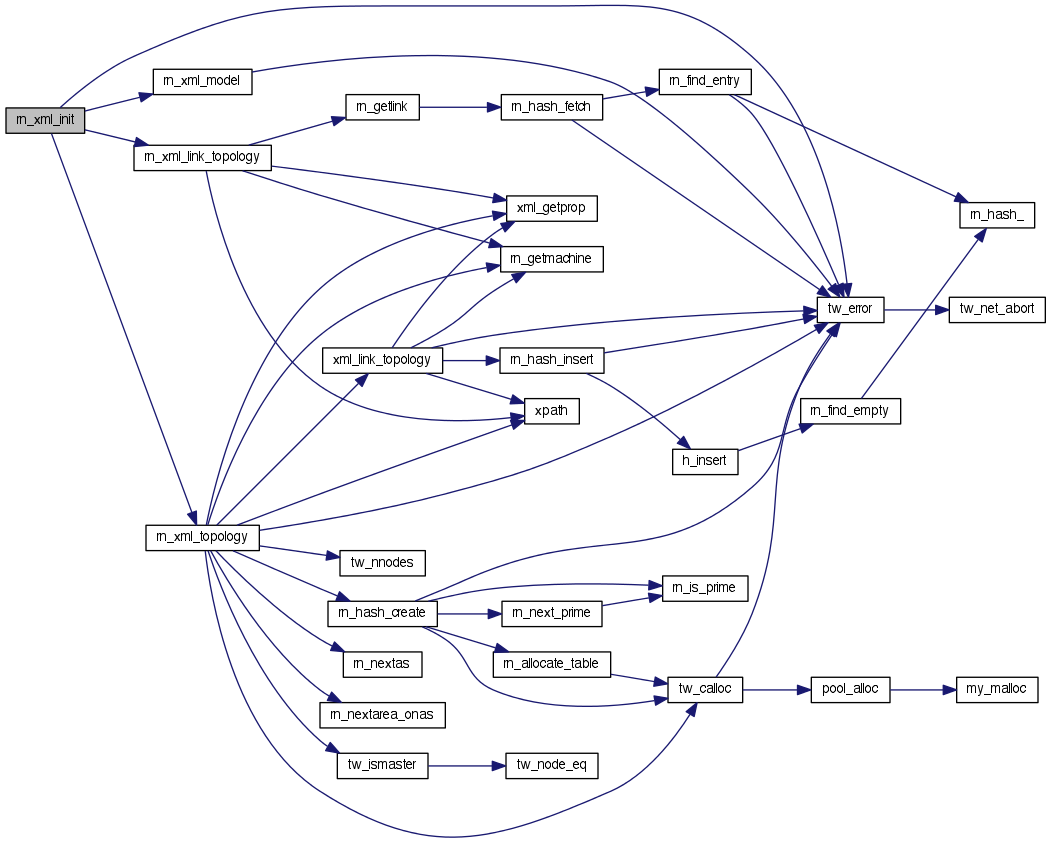 rn_xml_init
rn_xml_model
rn_xml_link_topology
rn_getlink
rn_hash_fetch
rn_find_entry
xml_getprop
rn_getmachine
rn_hash_
tw_error
tw_net_abort
xml_link_topology
rn_hash_insert
xpath
rn_find_empty
h_insert
rn_xml_topology
tw_nnodes
rn_hash_create
rn_next_prime
rn_is_prime
rn_nextas
rn_allocate_table
tw_calloc
pool_alloc
my_malloc
rn_nextarea_onas
tw_ismaster
tw_node_eq